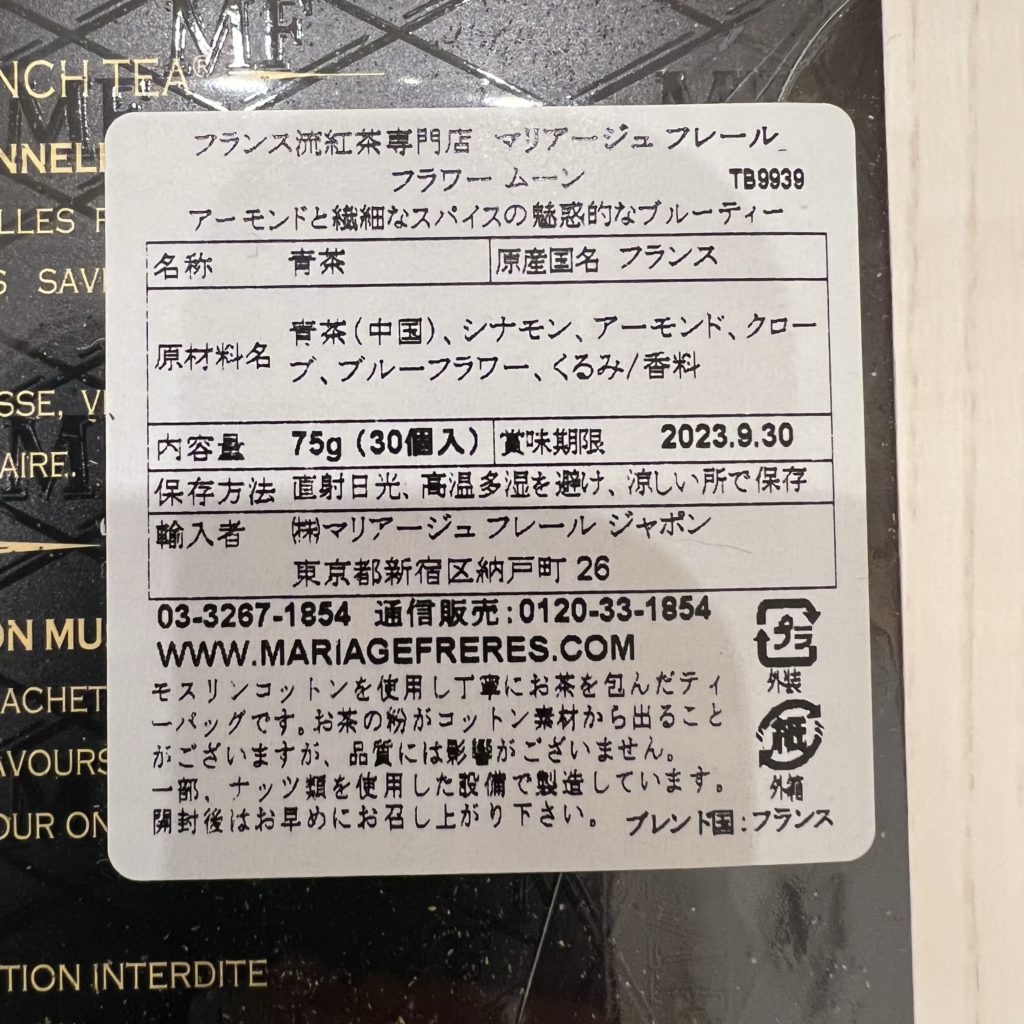 MF
NCH TEA®
NNEL
ELLES F
S SAV
SSE, V
AIRE.
ON MU
SACHET
AVOURS
OUR ON
TION INTERDITE
フランス流紅茶専門店 マリアージュ フレール
フラワー ムーン TB9939
アーモンドと繊細なスパイスの魅惑的なブルーティー
名称 青茶 原産国名 フランス
原材料名 青茶(中国)、シナモン、アーモンド、クロー
ブ、ブルーフラワー、くるみ/香料
内容量 75g (30個入) 賞味期限 2023.9.30
保存方法 直射日光、高温多湿を避け、涼しい所で保存
輸入者 ㈱マリアージュ フレール ジャポン
東京都新宿区納戸町 26
03-3267-1854 通信販売:0120-33-1854
WWW.MARIAGEFRERES.COM
モスリンコットンを使用し丁寧にお茶を包んだティ
ーバッグです。お茶の粉がコットン素材から出ること
がございますが、品質には影響がございません。
一部、ナッツ類を使用した設備で製造しています。
開封後はお早めにお召し上がり下さい。 ブレンド国:フランス
プラ
外装
紙
外箱